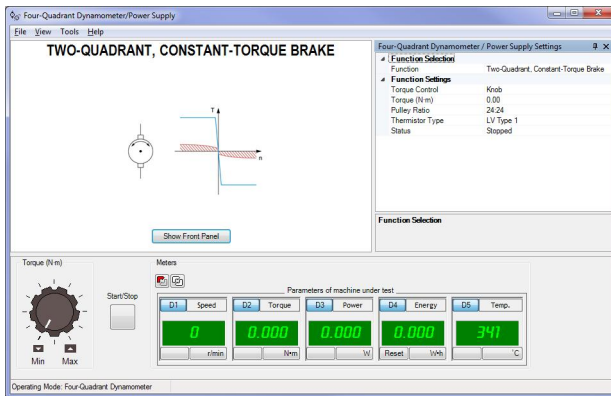 Four-Quadrant Dynamometer/Power Supply
File View Tools Help
TWO-QUADRANT, CONSTANT-TORQUE BRAKE
T
n
Show Front Panel
Four-Quadrant Dynamometer / Power Supply Settings
Function Selection
Function Two-Quadrant, Constant-Torque Brake
Function Settings
Torque Control Knob
Torque (N·m) 0.00
Pulley Ratio 24:24
Thermistor Type LV Type 1
Status Stopped
Function Selection
Torque (N·m)
Min Max
Start/Stop
Meters
Parameters of machine under test
D1 Speed D2 Torque D3 Power D4 Energy D5 Temp.
0 0.000 0.000 0.000 341
r/min N•m W Reset W•h °C
Operating Mode: Four-Quadrant Dynamometer